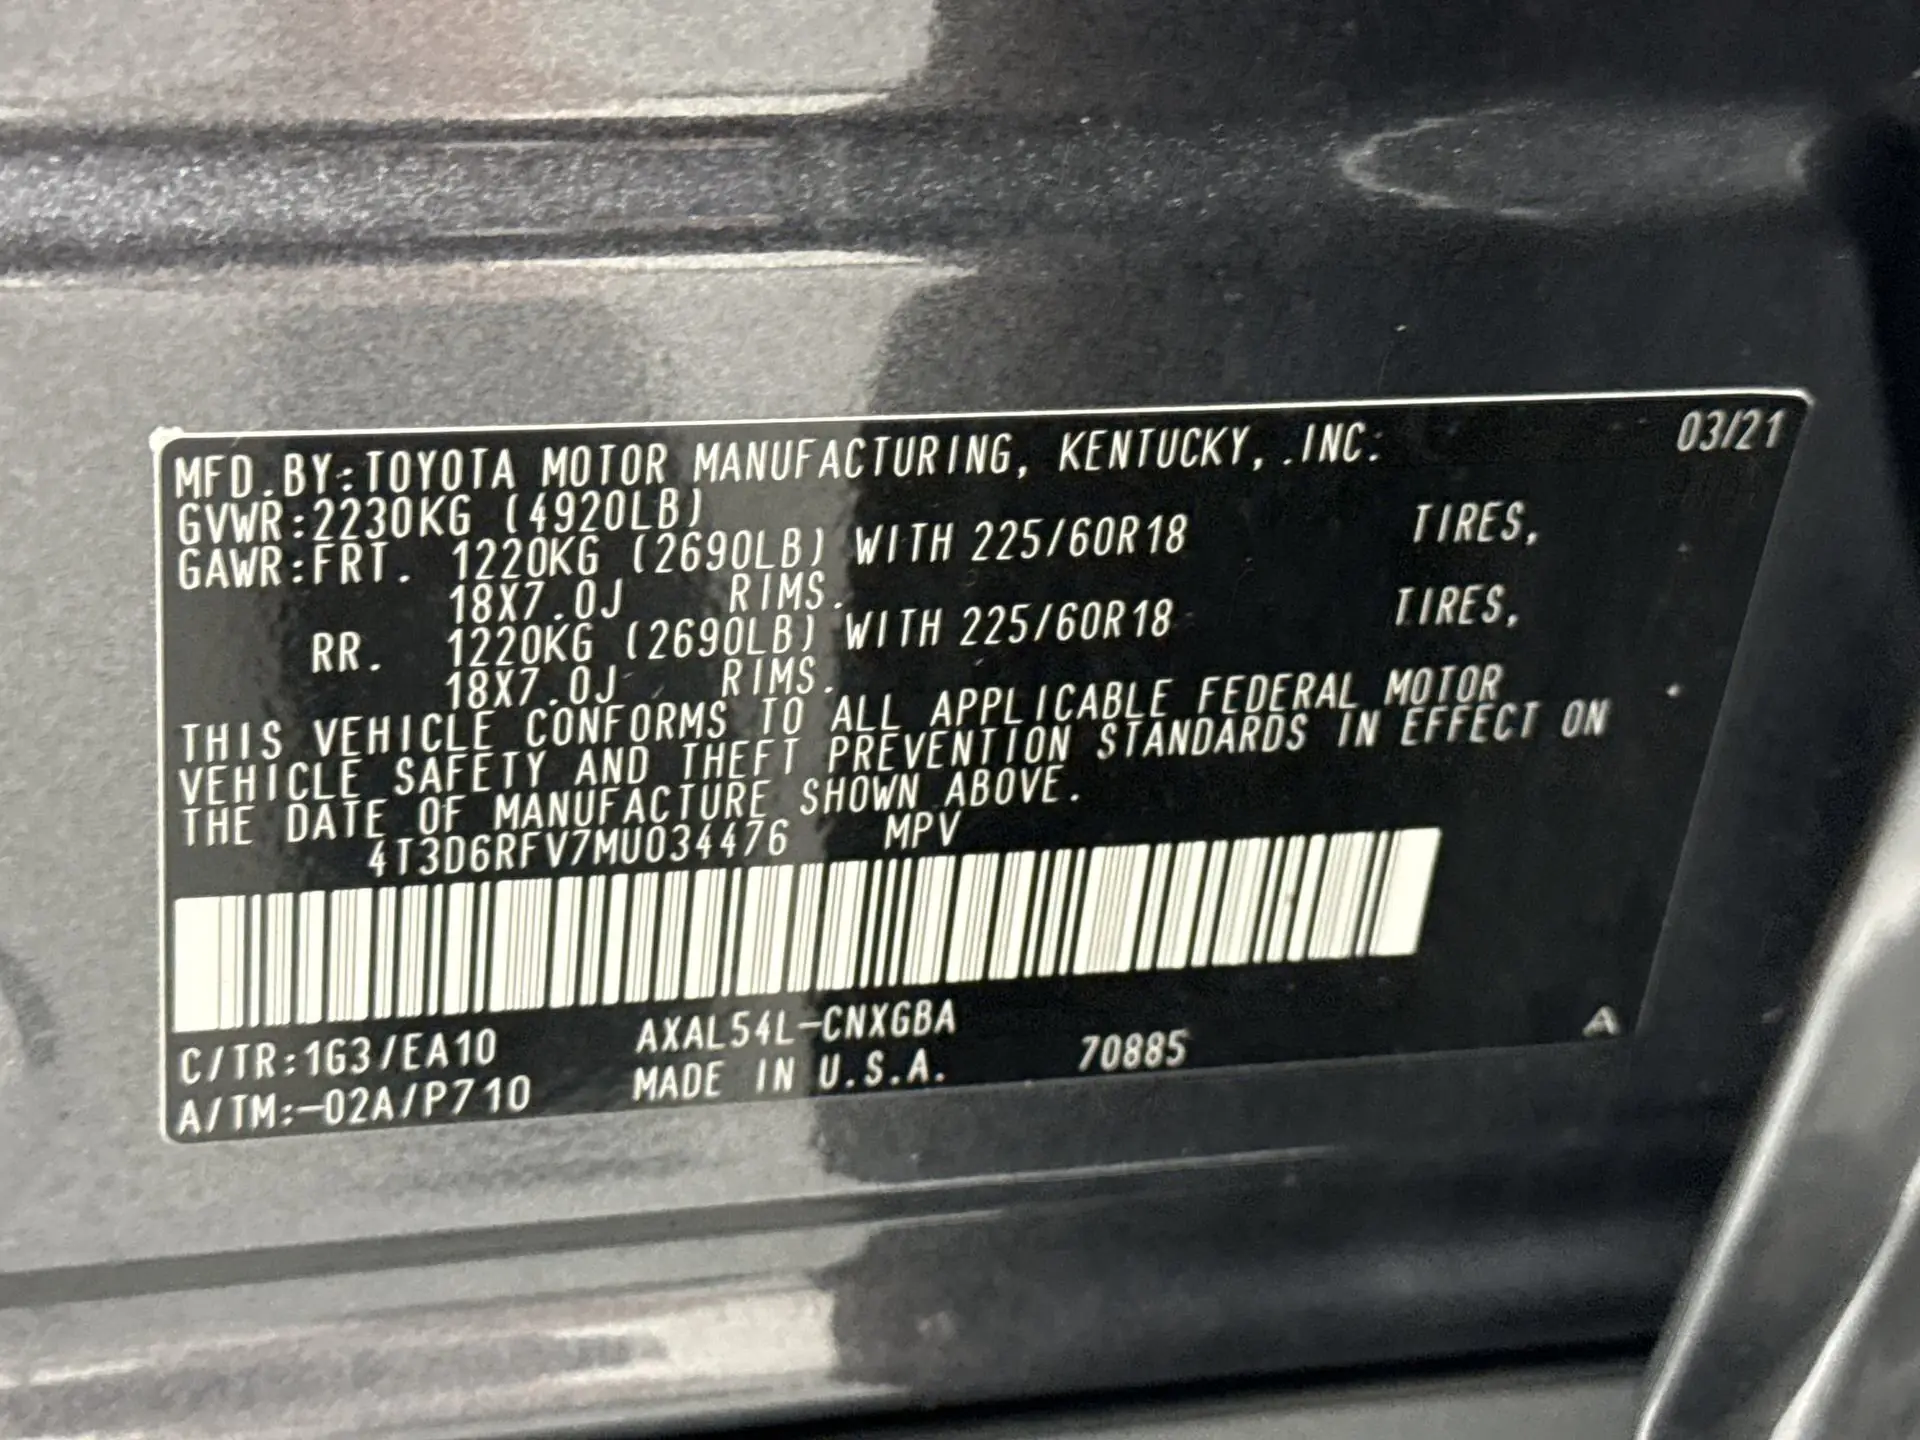 03/21
MFD.BY:TOYOTA MOTOR MANUFACTURING, KENTUCKY, .INC.
GVWR:2230KG (4920LB)
GAWR:FRT. 1220KG (2690LB) WITH 225/60R18 TIRES,
18X7.0J RIMS.
RR. 1220KG (2690LB) WITH 225/60R18 TIRES,
18X7.0J RIMS.
THIS VEHICLE CONFORMS TO ALL APPLICABLE FEDERAL MOTOR
VEHICLE SAFETY AND THEFT PREVENTION STANDARDS IN EFFECT ON
THE DATE OF MANUFACTURE SHOWN ABOVE.
4T3D6RFV7MU034476 MPV
C/TR:1G3/EA10 AXAL54L-CNXGBA
A/TM:-02A/P710 MADE IN U.S.A. 70885 A